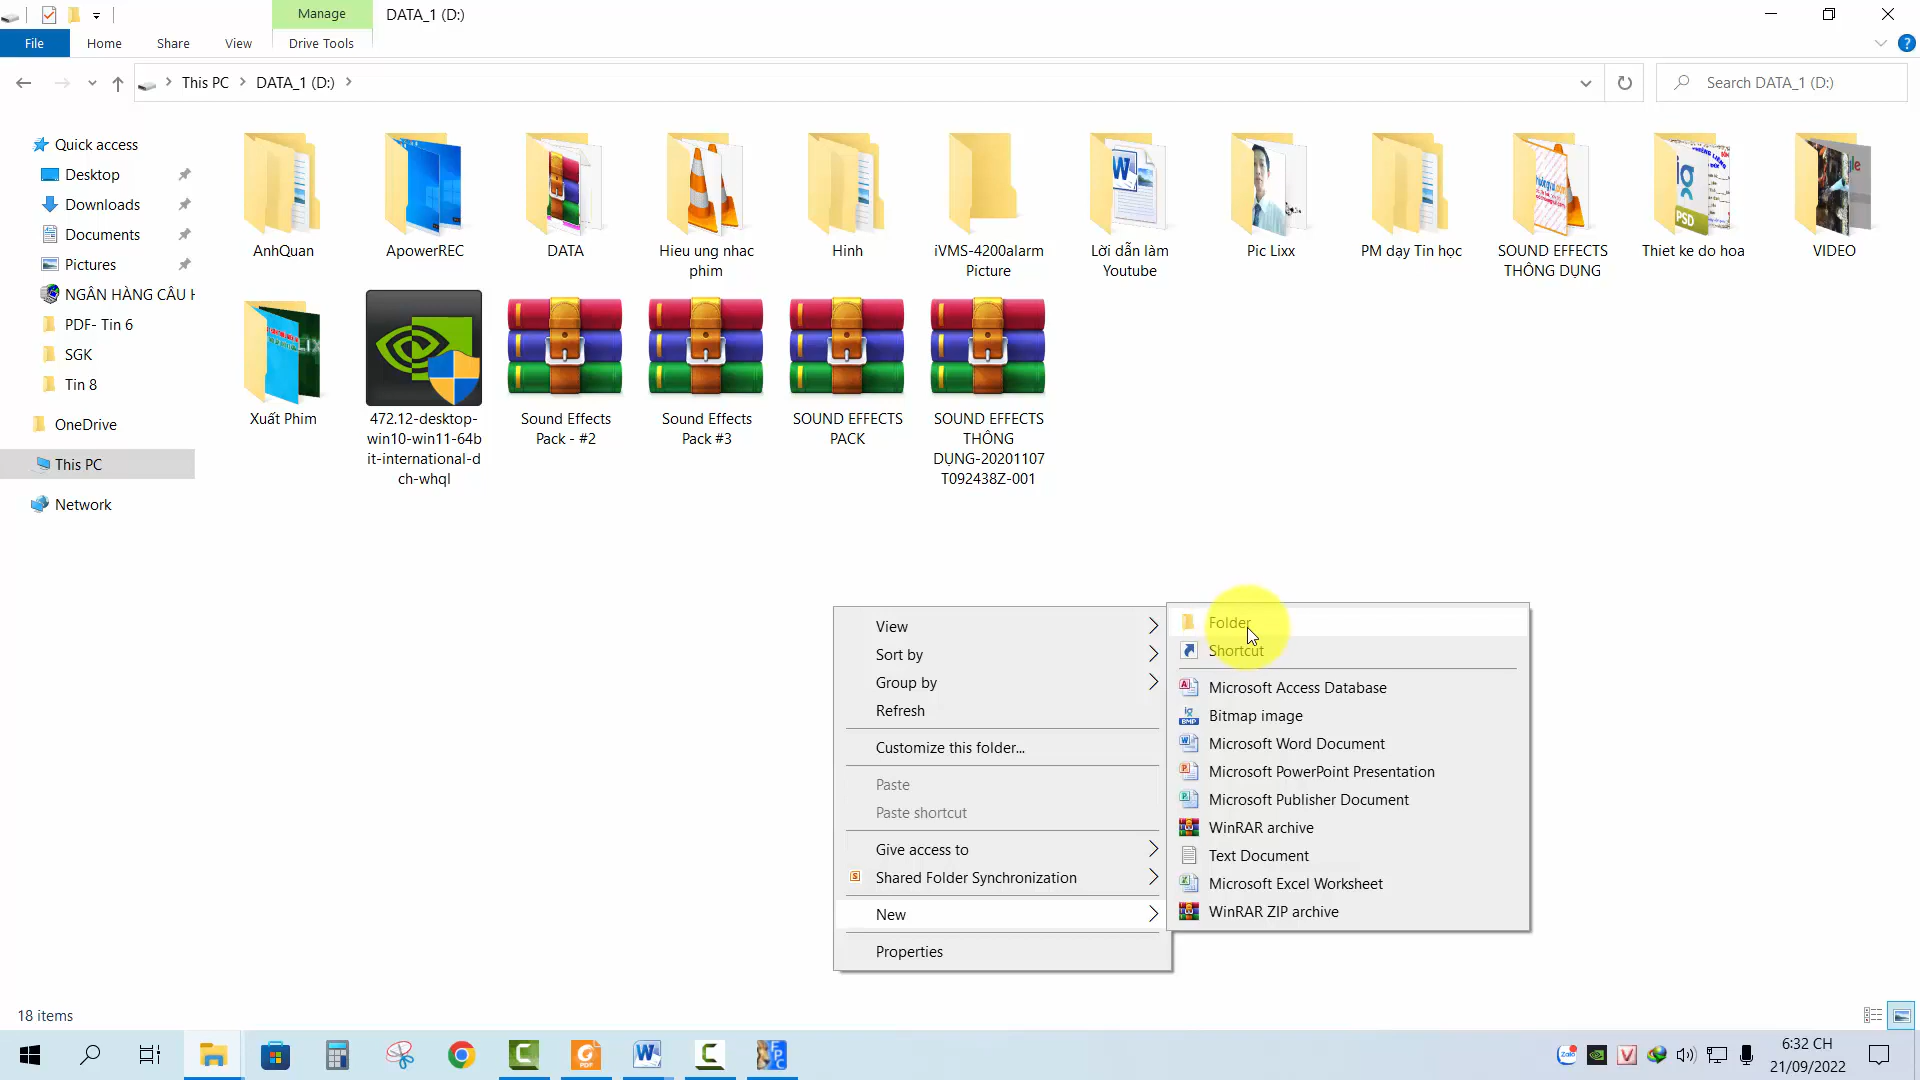 Manage
DATA_1 (D:)
File
Home
Share
View
Drive Tools
This PC
DATA_1 (D:)
Search DATA_1 (D:)
Quick access
Desktop
Downloads
Documents
Pictures
NGÂN HÀNG CÂU H
PDF- Tin 6
SGK
Tin 8
OneDrive
This PC
Network
AnhQuan
ApowerREC
DATA
Hieu ung nhac
phim
Hinh
iVMS-4200alarm
Picture
Lời dẫn làm
Youtube
Pic Lixx
PM dạy Tin học
SOUND EFFECTS
THÔNG DỤNG
Thiet ke do hoa
VIDEO
Xuất Phim
472.12-desktop-
win10-win11-64b
it-international-d
ch-whql
Sound Effects
Pack - #2
Sound Effects
Pack #3
SOUND EFFECTS
PACK
SOUND EFFECTS
THÔNG
DỤNG-20201107
T092438Z-001
View
Sort by
Group by
Refresh
Customize this folder...
Paste
Paste shortcut
Give access to
Shared Folder Synchronization
New
Properties
Folder
Shortcut
Microsoft Access Database
Bitmap image
Microsoft Word Document
Microsoft PowerPoint Presentation
Microsoft Publisher Document
WinRAR archive
Text Document
Microsoft Excel Worksheet
WinRAR ZIP archive
18 items
6:32 CH
21/09/2022